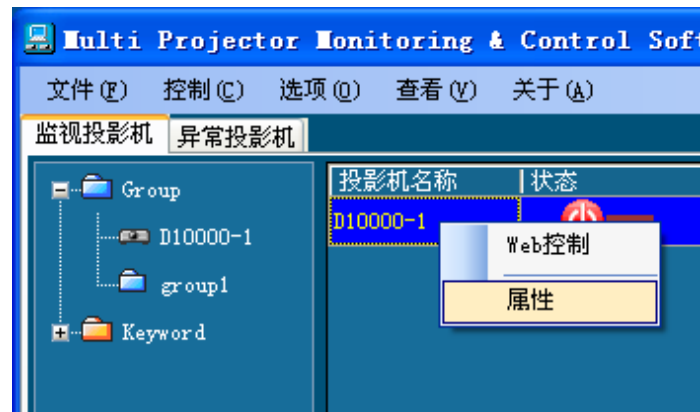 Multi Projector Monitoring & Control Soft
文件(F) 控制(C) 选项(O) 查看(V) 关于(A)
监视投影机 异常投影机
Group
D10000-1
group1
Keyword
投影机名称 状态
D10000-1
Web控制
属性